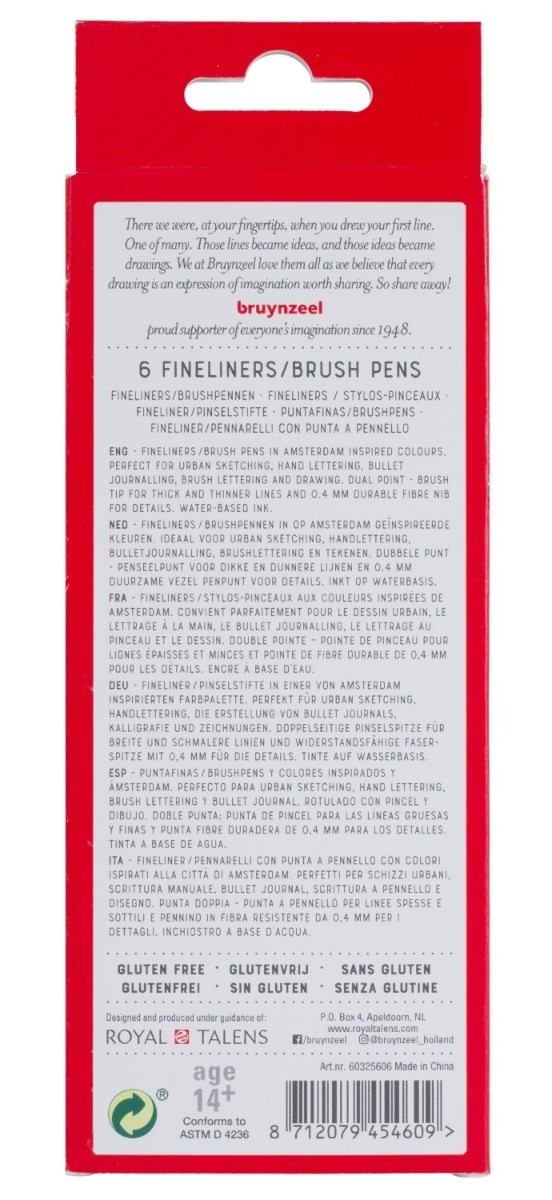 There we were, at your fingertips, when you drew your first line.
One of many. Those lines became ideas, and those ideas became
drawings. We at Bruynzeel love them all as we believe that every
drawing is an expression of imagination worth sharing. So share away!
bruynzeel
proud supporter of everyone's imagination since 1948.
6 FINELINERS/BRUSH PENS
FINELINERS/BRUSHPENNEN · FINELINERS / STYLOS-PINCEAUX ·
FINELINER/PINSELSTIFTE · PUNTAFINAS/BRUSHPENS ·
FINELINER/PENNARELLI CON PUNTA A PENNELLO
ENG - FINELINERS/BRUSH PENS IN AMSTERDAM INSPIRED COLOURS.
PERFECT FOR URBAN SKETCHING, HAND LETTERING, BULLET
JOURNALLING, BRUSH LETTERING AND DRAWING. DUAL POINT - BRUSH
TIP FOR THICK AND THINNER LINES AND 0.4 MM DURABLE FIBRE NIB
FOR DETAILS. WATER-BASED INK.
NED - FINELINERS/BRUSHPENNEN IN OP AMSTERDAM GEÏNSPIREERDE
KLEUREN. IDEAAL VOOR URBAN SKETCHING, HANDLETTERING,
BULLETJOURNALLING, BRUSHLETTERING EN TEKENEN. DUBBELE PUNT
- PENSEELPUNT VOOR DIKKE EN DUNNERE LIJNEN EN 0.4 MM
DUURZAME VEZEL PENPUNT VOOR DETAILS. INKT OP WATERBASIS.
FRA - FINELINERS/STYLOS-PINCEAUX AUX COULEURS INSPIRÉES DE
AMSTERDAM. CONVIENT PARFAITEMENT POUR LE DESSIN URBAIN, LE
LETTRAGE À LA MAIN, LE BULLET JOURNALLING, LE LETTRAGE AU
PINCEAU ET LE DESSIN. DOUBLE POINTE - POINTE DE PINCEAU POUR
LIGNES ÉPAISSES ET MINCES ET POINTE DE FIBRE DURABLE DE 0,4 MM
POUR LES DÉTAILS. ENCRE À BASE D'EAU.
DEU - FINELINER/PINSELSTIFTE IN EINER VON AMSTERDAM
INSPIRIERTEN FARBPALETTE. PERFEKT FÜR URBAN SKETCHING,
HANDLETTERING, DIE ERSTELLUNG VON BULLET JOURNALS,
KALLIGRAFIE UND ZEICHNUNGEN. DOPPELSEITIGE PINSELSPITZE FÜR
BREITE UND SCHMALERE LINIEN UND WIDERSTANDSFÄHIGE FASER-
SPITZE MIT 0,4 MM FÜR DIE DETAILS. TINTE AUF WASSERBASIS.
ESP - PUNTAFINAS/BRUSHPENS Y COLORES INSPIRADOS Y
ÁMSTERDAM. PERFECTO PARA URBAN SKETCHING, HAND LETTERING,
BRUSH LETTERING Y BULLET JOURNAL, ROTULADO CON PINCEL Y
DIBUJO. DOBLE PUNTA: PUNTA DE PINCEL PARA LAS LÍNEAS GRUESAS
Y FINAS Y PUNTA FIBRE DURADERA DE 0,4 MM PARA LOS DETALLES.
TINTA A BASE DE AGUA.
ITA - FINELINER/PENNARELLI CON PUNTA A PENNELLO CON COLORI
ISPIRATI ALLA CITTÀ DI AMSTERDAM. PERFETTI PER SCHIZZI URBANI,
SCRITTURA MANUALE, BULLET JOURNAL, SCRITTURA A PENNELLO E
DISEGNO. PUNTA DOPPIA - PUNTA A PENNELLO PER LINEE SPESSE E
SOTTILI E PENNINO IN FIBRA RESISTENTE DA 0,4 MM PER I
DETTAGLI. INCHIOSTRO A BASE D'ACQUA.
GLUTEN FREE · GLUTENVRIJ · SANS GLUTEN
GLUTENFREI · SIN GLUTEN · SENZA GLUTINE
Designed and produced under guidance of:
ROYAL TALENS
P.O. Box 4, Apeldoorn, NL
www.royaltalens.com
/bruynzeel @bruynzeel_holland
Art.nr. 60325606 Made in China
age
14+
®
Conforms to
ASTM D 4236
8 712079 454609 >